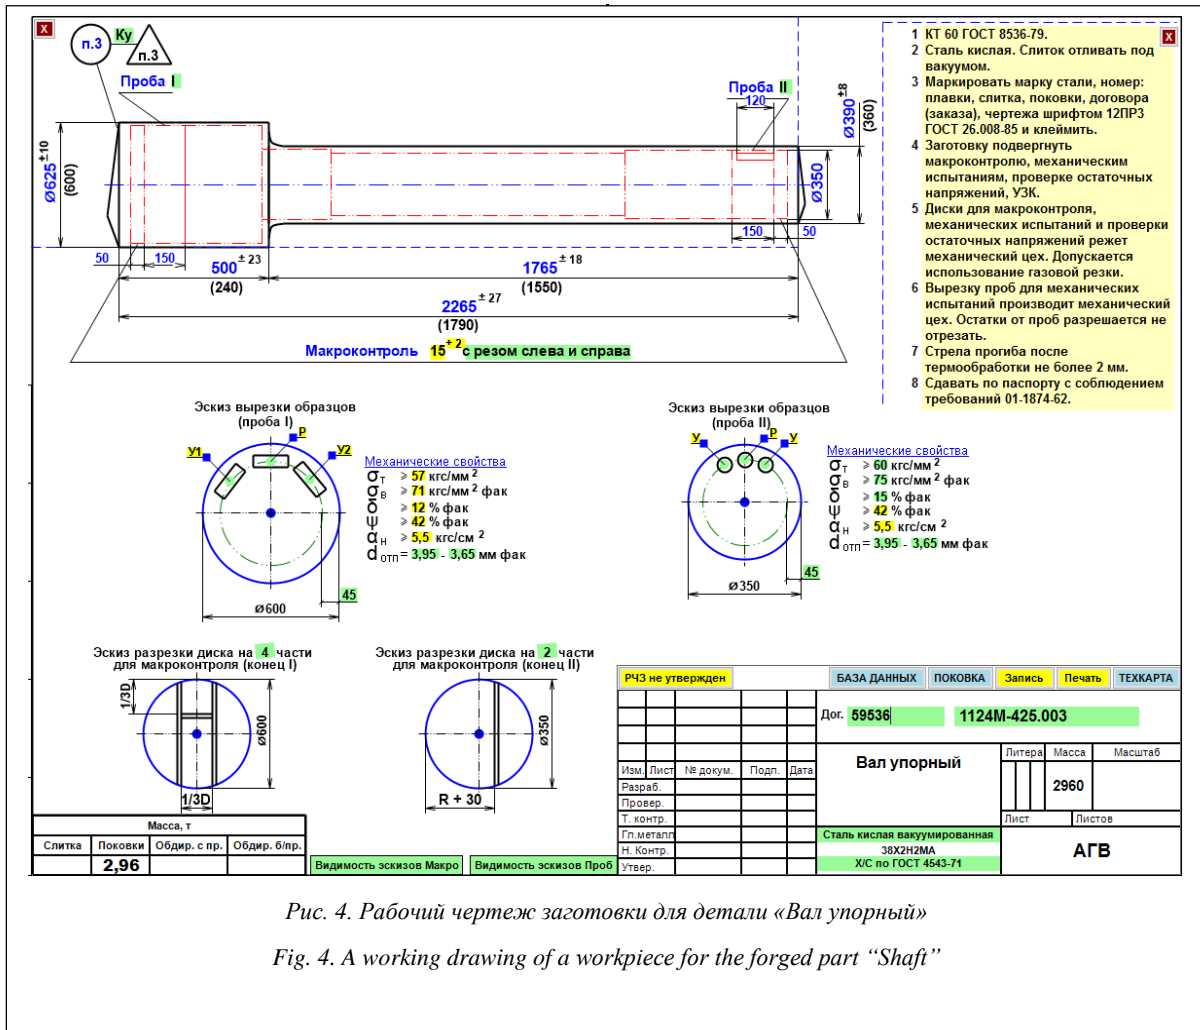 X
п.3
Ку
п.3
Проба I
Проба II
120
Ø390±8
(360)
Ø625±10
(600)
Ø350
50
150
500± 23
(240)
1765± 18
(1550)
150
50
2265± 27
(1790)
Макроконтроль 15+ 2 с резом слева и справа
X
1 КТ 60 ГОСТ 8536-79.
2 Сталь кислая. Слиток отливать под
вакуумом.
3 Маркировать марку стали, номер:
плавки, слитка, поковки, договора
(заказа), чертежа шрифтом 12ПР3
ГОСТ 26.008-85 и клеймить.
4 Заготовку подвергнуть
макроконтролю, механическим
испытаниям, проверке остаточных
напряжений, УЗК.
5 Диски для макроконтроля,
механических испытаний и проверки
остаточных напряжений режет
механический цех. Допускается
использование газовой резки.
6 Вырезку проб для механических
испытаний производит механический
цех. Остатки от проб разрешается не
отрезать.
7 Стрела прогиба после
термообработки не более 2 мм.
8 Сдавать по паспорту с соблюдением
требований 01-1874-62.
Эскиз вырезки образцов
(проба I)
У1
Р
У2
45
Ø600
Механические свойства
σт ≥ 57 кгс/мм 2
σв ≥ 71 кгс/мм 2 фак
δ ≥ 12 % фак
ψ ≥ 42 % фак
αн ≥ 5,5 кгс/см 2
d отп = 3,95 - 3,65 мм фак
Эскиз вырезки образцов
(проба II)
У
Р
У
45
Ø350
Механические свойства
σт ≥ 60 кгс/мм 2
σв ≥ 75 кгс/мм 2 фак
δ ≥ 15 % фак
ψ ≥ 42 % фак
αн ≥ 5,5 кгс/см 2
d отп = 3,95 - 3,65 мм фак
Эскиз разрезки диска на 4 части
для макроконтроля (конец I)
1/3D
Ø600
1/3D
Эскиз разрезки диска на 2 части
для макроконтроля (конец II)
Ø350
R + 30
Масса, т
Слитка Поковки Обдир. с пр. Обдир. б/пр.
2,96
Видимость эскизов Макро
Видимость эскизов Проб
РЧЗ не утвержден
БАЗА ДАННЫХ
ПОКОВКА
Запись
Печать
ТЕХКАРТА
Дог. 59536 1124М-425.003
Изм. Лист № докум. Подп. Дата
Разраб.
Провер.
Т. контр.
Гл.металл
Н. Контр.
Утвер.
Вал упорный
Литера Масса Масштаб
2960
Лист Листов
Сталь кислая вакуумированная
38Х2Н2МА
Х/С по ГОСТ 4543-71
АГВ
Рис. 4. Рабочий чертеж заготовки для детали «Вал упорный»
Fig. 4. A working drawing of a workpiece for the forged part “Shaft”